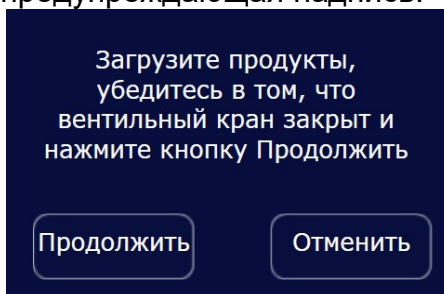 предупреждающая надпись:
Загрузите продукты,
убедитесь в том, что
вентильный кран закрыт и
нажмите кнопку Продолжить
Продолжить
Отменить